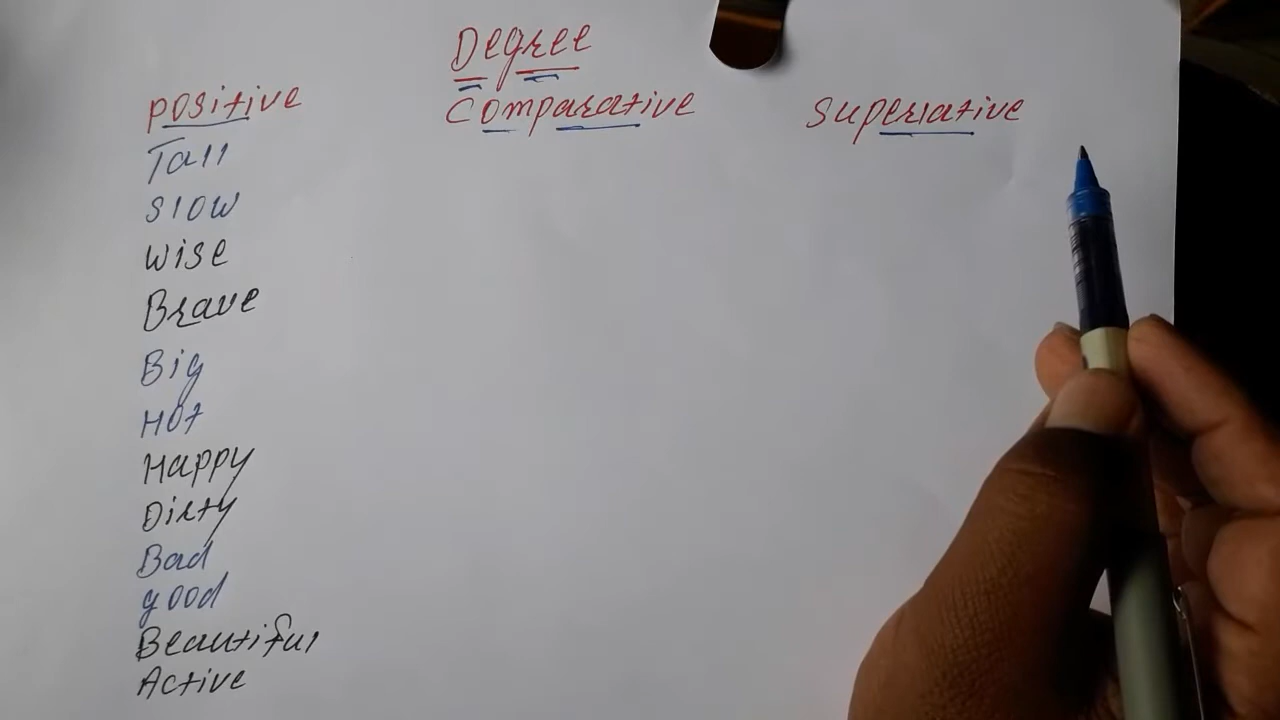 Degree
Positive Comparative Superlative
Tall
Slow
Wise
Brave
Big
Hot
Happy
Dirty
Bad
good
Beautiful
Active